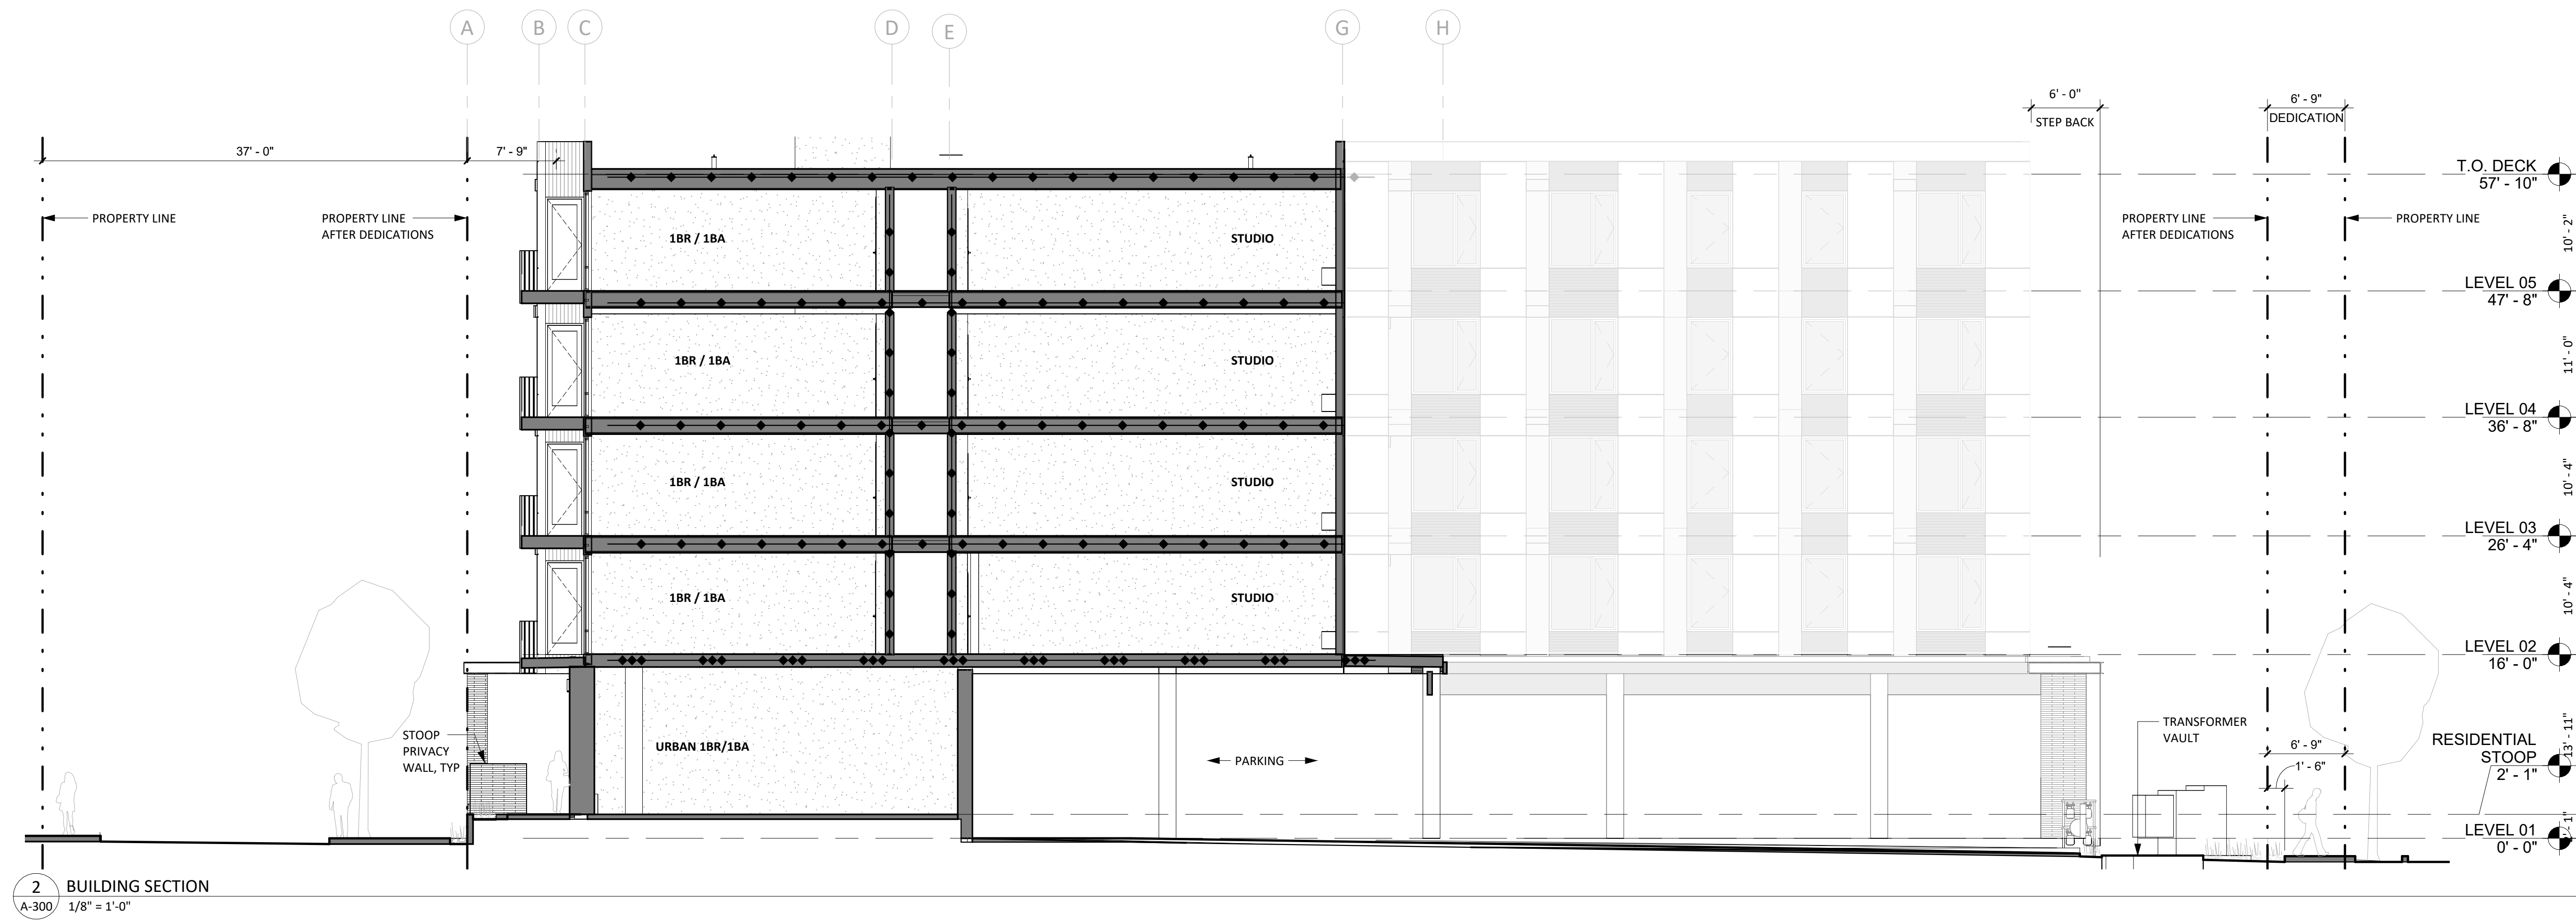 A
B
C
D
E
G
H
6' - 0"
STEP BACK
6' - 9"
DEDICATION
37' - 0"
7' - 9"
T.O. DECK
57' - 10"
PROPERTY LINE
PROPERTY LINE
AFTER DEDICATIONS
PROPERTY LINE
AFTER DEDICATIONS
PROPERTY LINE
10' - 2"
1BR / 1BA
STUDIO
LEVEL 05
47' - 8"
11' - 0"
1BR / 1BA
STUDIO
LEVEL 04
36' - 8"
10' - 4"
1BR / 1BA
STUDIO
LEVEL 03
26' - 4"
10' - 4"
1BR / 1BA
STUDIO
LEVEL 02
16' - 0"
13' - 11"
STOOP
PRIVACY
WALL, TYP
URBAN 1BR/1BA
PARKING
TRANSFORMER
VAULT
6' - 9"
1' - 6"
RESIDENTIAL
STOOP
2' - 1"
LEVEL 01
0' - 0"
2
A-300
BUILDING SECTION
1/8" = 1'-0"